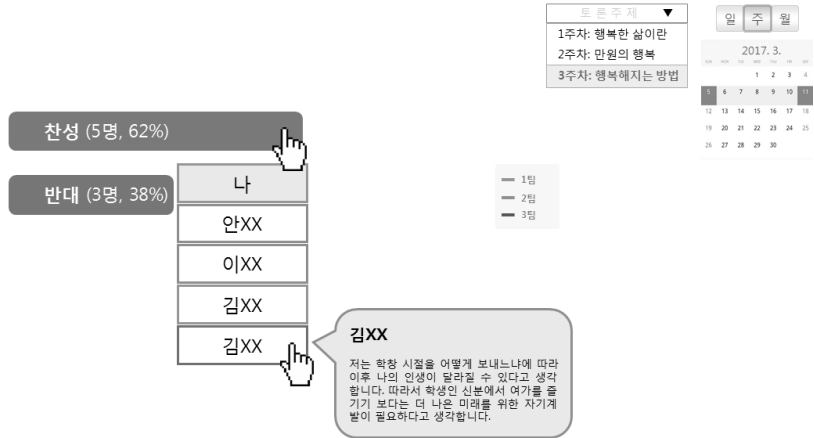 토론주제 ▼
1주차: 행복한 삶이란
2주차: 만원의 행복
3주차: 행복해지는 방법
일 주 월
2017. 3.
SUN MON TUE WED THU FRI SAT
1 2 3 4
5 6 7 8 9 10 11
12 13 14 15 16 17 18
19 20 21 22 23 24 25
26 27 28 29 30
찬성 (5명, 62%)
반대 (3명, 38%)
나
안XX
이XX
김XX
김XX
1팀
2팀
3팀
김XX
저는 학창 시절을 어떻게 보내느냐에 따라
이후 나의 인생이 달라질 수 있다고 생각
합니다. 따라서 학생인 신분에서 여가를 즐
기기 보다는 더 나은 미래를 위한 자기계
발이 필요하다고 생각합니다.